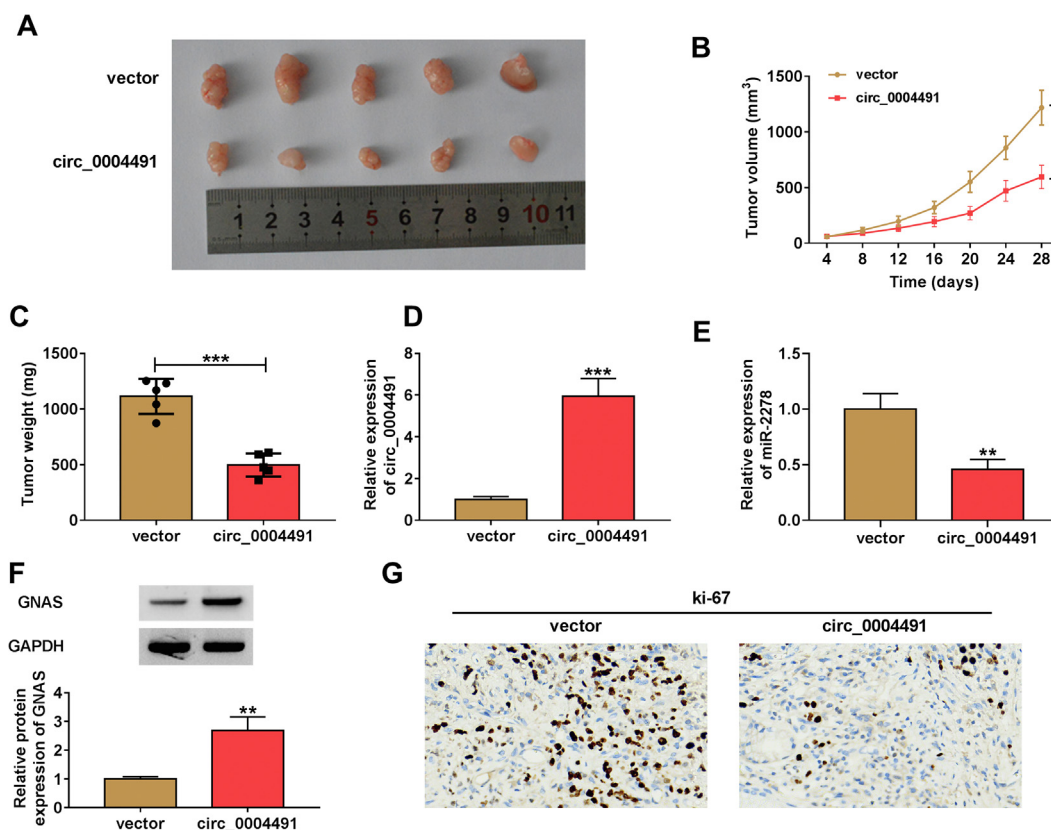 A
vector
circ_0004491
1 2 3 4 5 6 7 8 9 10 11
B
vector
circ_0004491
Tumor volume (mm³)
1500
1000
500
0
4 8 12 16 20 24 28
Time (days)
C
Tumor weight (mg)
1500
1000
500
0
***
vector circ_0004491
D
Relative expression
of circ_0004491
8
6
4
2
0
***
vector circ_0004491
E
Relative expression
of miR-2278
1.5
1.0
0.5
0.0
**
vector circ_0004491
F
GNAS
GAPDH
Relative protein
expression of GNAS
4
3
2
1
0
**
vector circ_0004491
G
ki-67
vector circ_0004491